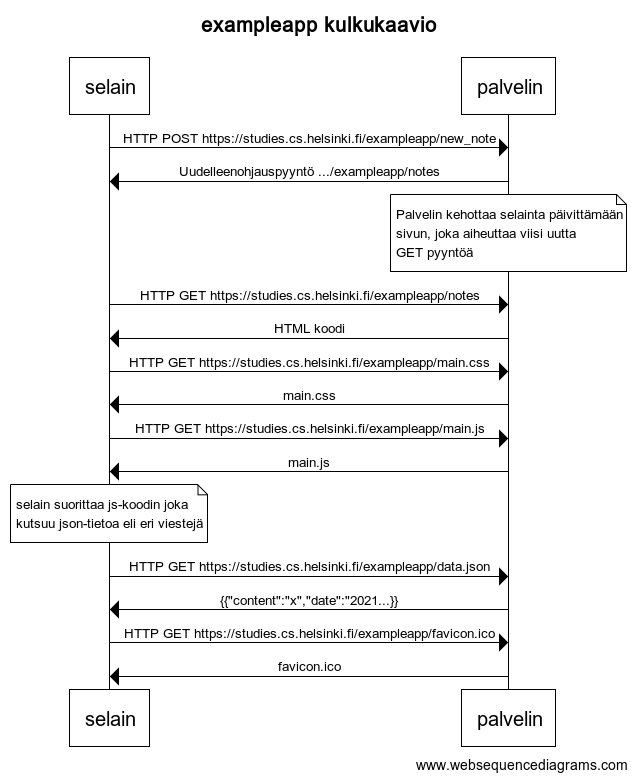 exampleapp kulkukaavio
selain
palvelin
HTTP POST https://studies.cs.helsinki.fi/exampleapp/new_note
Uudelleenohjauspyyntö .../exampleapp/notes
Palvelin kehottaa selainta päivittämään
sivun, joka aiheuttaa viisi uutta
GET pyyntöä
HTTP GET https://studies.cs.helsinki.fi/exampleapp/notes
HTML koodi
HTTP GET https://studies.cs.helsinki.fi/exampleapp/main.css
main.css
HTTP GET https://studies.cs.helsinki.fi/exampleapp/main.js
main.js
selain suorittaa js-koodin joka
kutsuu json-tietoa eli eri viestejä
HTTP GET https://studies.cs.helsinki.fi/exampleapp/data.json
{{"content":"x","date":"2021...}}
HTTP GET https://studies.cs.helsinki.fi/exampleapp/favicon.ico
favicon.ico
selain
palvelin
www.websequencediagrams.com